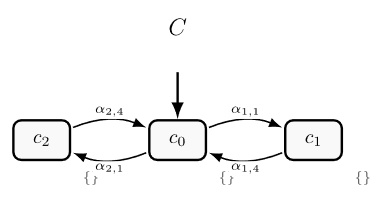 C
α₂,₄ α₁,₁
c₂ c₀ c₁
α₂,₁ α₁,₄
{} {} {}